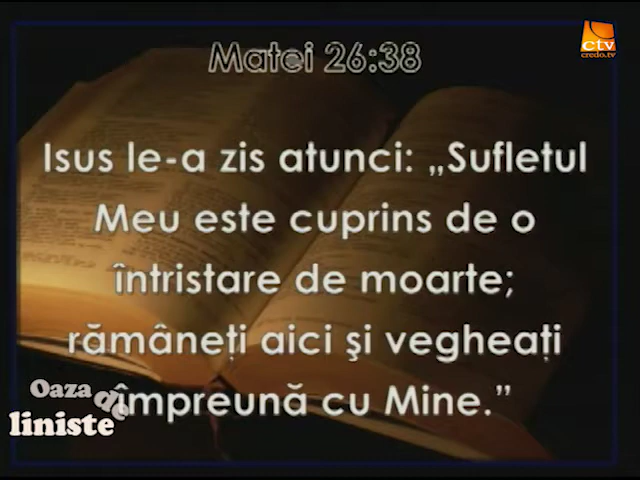 Matei 26:38
ctv
credo.tv
Isus le-a zis atunci: „Sufletul
Meu este cuprins de o
întristare de moarte;
rămâneţi aici şi vegheaţi
împreună cu Mine.”
Oaza de
liniste